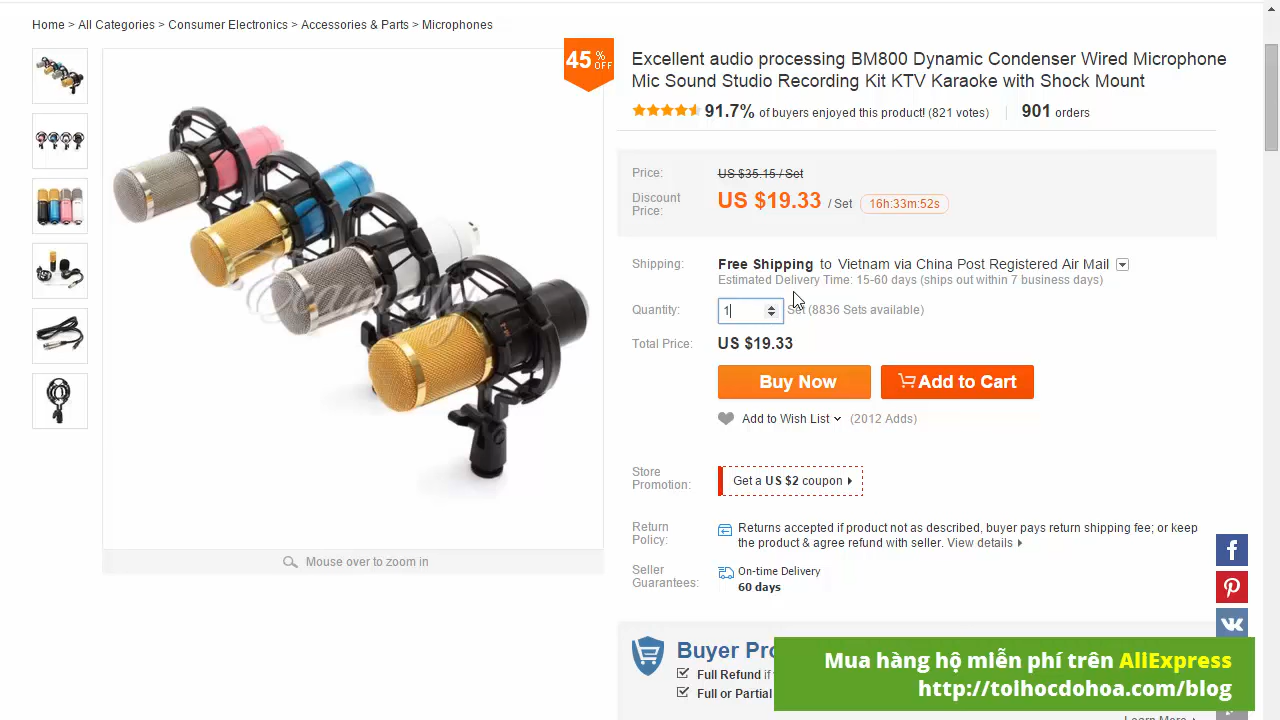 Home > All Categories > Consumer Electronics > Accessories & Parts > Microphones
45 % OFF
Excellent audio processing BM800 Dynamic Condenser Wired Microphone
Mic Sound Studio Recording Kit KTV Karaoke with Shock Mount
91.7% of buyers enjoyed this product! (821 votes) 901 orders
Price: US $35.15 / Set
Discount Price: US $19.33 / Set 16h:33m:52s
Shipping: Free Shipping to Vietnam via China Post Registered Air Mail
Estimated Delivery Time: 15-60 days (ships out within 7 business days)
Quantity: 1 Set (8836 Sets available)
Total Price: US $19.33
Buy Now Add to Cart
Add to Wish List (2012 Adds)
Store Promotion: Get a US $2 coupon
Return Policy: Returns accepted if product not as described, buyer pays return shipping fee; or keep
the product & agree refund with seller. View details
Seller Guarantees: On-time Delivery
60 days
Mouse over to zoom in
Buyer Pro
Full Refund if
Full or Partial
Mua hàng hộ miễn phí trên AliExpress
http://toihocdohoa.com/blog